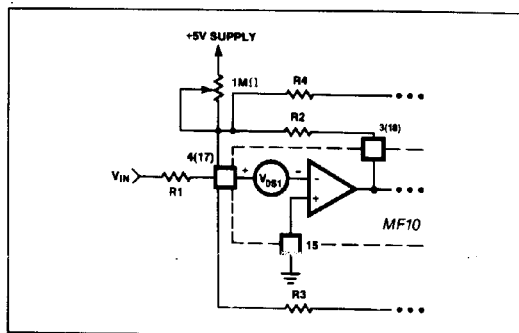 +5V SUPPLY
1MΩ
R4
R2
3(18)
4(17)
VIN
R1
+
VOS1
-
-
+
MF10
15
R3